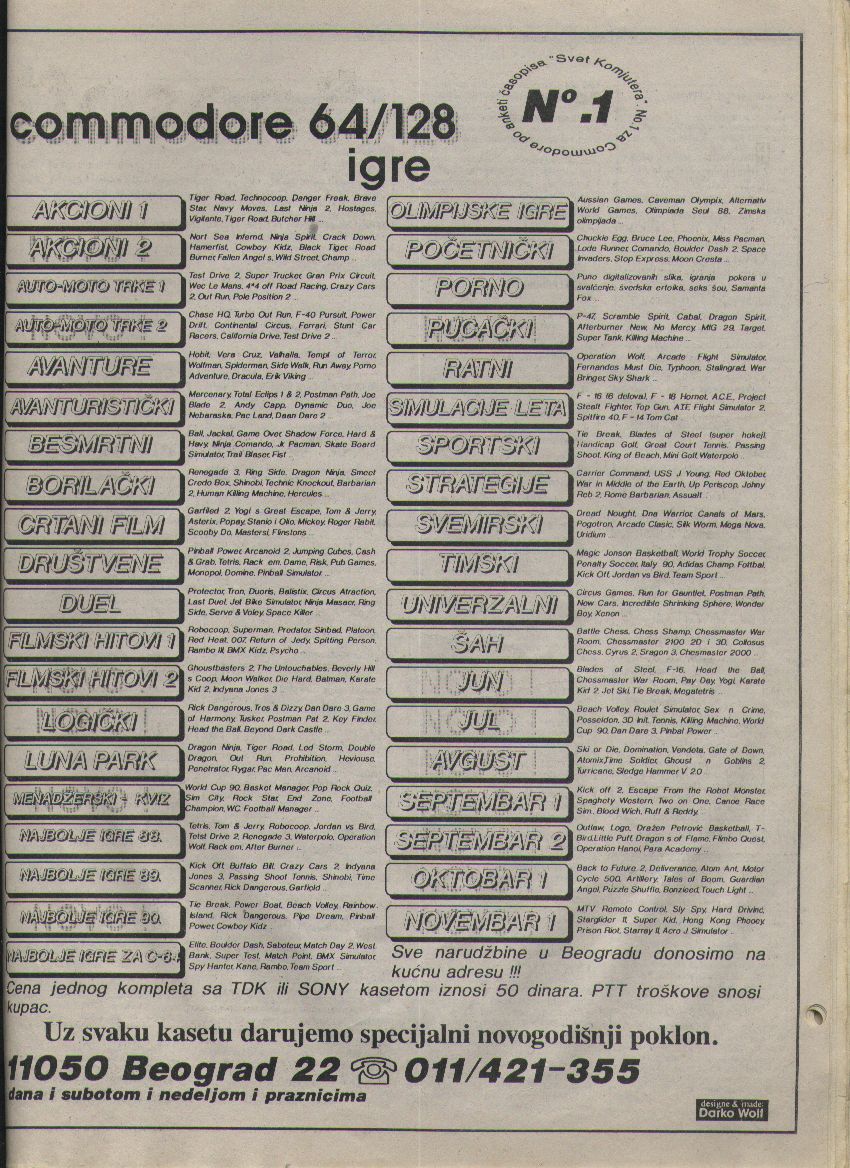 Nº.1
Nº.1 za Commodore po anketi časopisa "Svet Komjutera".
commodore 64/128
igre
AKCIONI 1
Tiger Road, Technocoop, Danger Freak, Brave
Star, Navy Moves, Last Ninja 2, Hostages,
Vigilante, Tiger Road, Butcher Hill ...
AKCIONI 2
Nort Sea Infernd, Ninja Spiril, Crack Down,
Hamerfist, Cowboy Kidz, Black Tiger, Road
Burner, Fallen Angel s, Wild Street, Champ ...
AUTO-MOTO TRKE 1
Test Drive 2, Super Trucker, Gran Prix Circuit,
Wec Le Mans, 4*4 off Road Racing, Crazy Cars
2, Out Run, Pole Position 2 ...
AUTO-MOTO TRKE 2
Chase HQ, Turbo Out Run, F-40 Pursuit, Power
Drift, Continental Circus, Ferrari, Stunt Car
Racers, California Drive, Test Drive 2 ...
AVANTURE
Hobit, Vera Cruz, Valhalla, Templ of Terror,
Wolfman, Spiderman, Side Walk, Run Away, Porno
Adventure, Dracula, Erik Viking ...
AVANTURISTIČKI
Mercenary, Total Eclips 1 & 2, Postman Path, Joe
Blade 2, Andy Capp, Dynamic Duo, Joe
Nebaraska, Pac Land, Daan Dare 2 ...
BESMRTNI
Ball, Jackal, Game Over, Shadow Force, Hard &
Havy, Ninja Comando, Jr. Pacman, Skate Board
Simulator, Trail Blaser, Fist ...
BORILAČKI
Renegade 3, Ring Side, Dragon Ninja, Smeet
Credo Box, Shinobi, Technic Knockout, Barbarian
2, Human Killing Machine, Hercules ...
CRTANI FILM
Garfiled 2, Yogi s Great Escape, Tom & Jerry,
Asterix, Popay, Stanio i Olio, Mickey, Roger Rabit,
Scooby Do, Mastersi, Flinstons ...
DRUŠTVENE
Pinball Power, Arcanoid 2, Jumping Cubes, Cash
& Grab, Tetris, Rack em, Dame, Risk, Pub Games,
Monopol, Domine, Pinball Simulator ...
DUEL
Protector, Tron, Duoris, Balistix, Circus Atraction,
Last Duel, Jet Bike Simulator, Ninja Masacr, Ring
Side, Serve & Voley, Space Killer ...
FILMSKI HITOVI 1
Robocoop, Superman, Predator, Sinbad, Platoon,
Red Heat, 007, Return of Jedy, Spitting Person,
Rambo III, BMX Kidz, Psycho ...
FILMSKI HITOVI 2
Ghoustbasters 2, The Untouchables, Beverly Hill
s Coop, Moon Walker, Die Hard, Batman, Karate
Kid 2, Indyana Jones 3 ...
LOGIČKI
Rick Dangerous, Tros & Dizzy, Dan Dare 3, Game
of Harmony, Tusker, Postman Pat 2, Key Finder,
Head the Ball, Beyond Dark Castle ...
LUNA PARK
Dragon Ninja, Tiger Road, Led Storm, Double
Dragon, Out Run, Prohibition, Heviouse,
Penetrator, Rygar, Pac Man, Arcanoid ...
MENADŽERSKI + KVIZ
World Cup 90, Basket Manager, Pop Rock Quiz,
Sim City, Rock Star, End Zone, Football
Champion, W.C. Football Manager ...
NAJBOLJE IGRE 88.
Tetris, Tom & Jerry, Robocoop, Jordan vs Bird,
Tetst Drive 2, Renegade 3, Waterpolo, Operation
Wolf, Rack em, After Burner ...
NAJBOLJE IGRE 89.
Kick Off, Buffalo Bill, Crazy Cars 2, Indyana
Jones 3, Passing Shoot Tennis, Shinobi, Time
Scanner, Rick Dangerous, Garfield ...
NAJBOLJE IGRE 90.
Tie Break, Power Boat, Beach Volley, Rainbow
Island, Rick Dangerous, Pipe Dream, Pinball
Power, Cowboy Kidz ...
NAJBOLJE IGRE ZA C-64
Elite, Boulder Dash, Saboteur, Match Day 2, West
Bank, Super Test, Match Point, BMX Simulator,
Spy Hanter, Kane, Rambo, Team Sport ...
OLIMPIJSKE IGRE
Aussian Games, Caveman Olympix, Alternativ
World Games, Olimpiada Seul 88, Zimska
olimpijada ...
POČETNIČKI
Chuckie Egg, Bruce Lee, Phoenix, Miss Pacman,
Lode Runner, Comando, Boulder Dash 2, Space
Invaders, Stop Express, Moon Cresta ...
PORNO
Puno digitalizovanih slika, igranja pokera u
svalčenje, švedska ertoika, seks šou, Samanta
Fox ...
PUCAČKI
P-47, Scramble Spirit, Cabal, Dragon Spirit,
Afterburner New, No Mercy, MIG 29, Target,
Super Tank, Killing Machine ...
RATNI
Operation Wolf, Arcade Flight Simulator,
Fernandes Must Die, Typhoon, Stalingrad, War
Bringer, Sky Shark ...
SIMULACIJE LETA
F - 16 (6 delova), F - 18 Hornet, A.C.E., Project
Stealt Fighter, Top Gun, A.T.F, Flight Simulator 2,
Spitfire 40, F - 14 Tom Cat ...
SPORTSKI
Tie Break, Blades of Steel (super hokej),
Handicap Golf, Great Court Tennis, Passing
Shoot, King of Beach, Mini Golf, Waterpolo ...
STRATEGIJE
Carrier Command, USS J Young, Red Oktober,
War in Middle of the Earth, Up Periscop, Johny
Reb 2, Rome Barbarian, Assualt ...
SVEMIRSKI
Dread Nought, Dna Warrior, Canals of Mars,
Pogotron, Arcade Clasic, Silk Worm, Mega Nova,
Uridium ...
TIMSKI
Magic Jonson Basketball, World Trophy Soccer,
Penalty Soccer, Italy 90, Adidas Champ. Fottbal,
Kick Off, Jordan vs Bird, Team Sport ...
UNIVERZALNI
Circus Games, Run for Gauntlet, Postman Path,
New Cars, Incredible Shrinking Sphere, Wonder
Boy, Xenon ...
ŠAH
Battle Chess, Chess Shamp, Chessmaster War
Room, Chessmaster 2100 2D i 3D, Collosus
Chess, Cyrus 2, Sragon 3, Chesmaster 2000 ...
JUN
Blades of Steel, F-16, Head the Ball,
Chessmaster War Room, Pay Day, Yogi, Karate
Kid 2, Jet Ski, Tie Break, Megatetris ...
JUL
Beach Volley, Roulet Simulator, Sex n Crime,
Posseidon, 3D Init. Tennis, Killing Machine, World
Cup 90, Dan Dare 3, Pinbal Power ...
AVGUST
Ski or Die, Domination, Vendeta, Gate of Down,
Atomix, Time Soldier, Ghoust n Goblins 2,
Turricane, Sledge Hammer V 2.0 ...
SEPTEMBAR 1
Kick off 2, Escape From the Robot Monster,
Spaghety Western, Two on One, Canoe Race
Sim., Blood Wich, Ruff & Reddy ...
SEPTEMBAR 2
Outlaw, Logo, Dražen Petrović Basketball, T-
Bird, Little Puff, Dragon s of Flame, Fimbo Quest,
Operation Hanoi, Para Academy ...
OKTOBAR 1
Back to Future 2, Deliverance, Atom Ant, Motor
Cycle 500, Artillery, Tales of Boom, Guardian
Angel, Puzzle Shuffle, Bonzieed, Touch Light ...
NOVEMBAR 1
MTV Remote Control, Sly Spy, Hard Driving,
Starglider II, Super Kid, Hong Kong Phooey,
Prison Riot, Starray II, Acro J. Simulator ...
Sve narudžbine u Beogradu donosimo na
kućnu adresu !!!
Cena jednog kompleta sa TDK ili SONY kasetom iznosi 50 dinara. PTT troškove snosi
kupac.
Uz svaku kasetu darujemo specijalni novogodišnji poklon.
11050 Beograd 22 ☎ 011/421-355
dana i subotom i nedeljom i praznicima
designe & made:
Darko Wolf